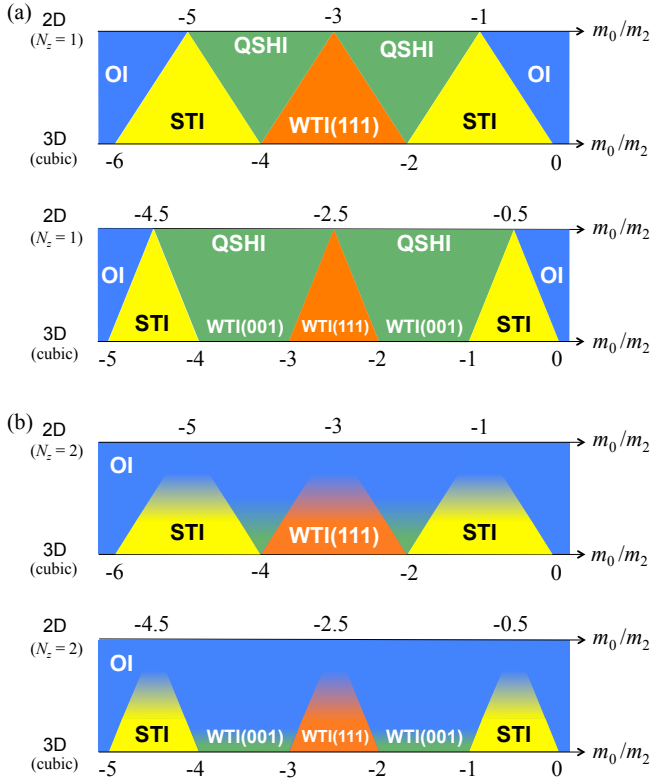 (a)
2D
(N_z = 1)
-5 -3 -1
m_0/m_2
OI QSHI QSHI OI
STI WTI(111) STI
3D
(cubic)
-6 -4 -2 0
m_0/m_2
2D
(N_z = 1)
-4.5 -2.5 -0.5
m_0/m_2
OI QSHI QSHI OI
STI WTI(001) WTI(111) WTI(001) STI
3D
(cubic)
-5 -4 -3 -2 -1 0
m_0/m_2
(b)
2D
(N_z = 2)
-5 -3 -1
m_0/m_2
OI
STI WTI(111) STI
3D
(cubic)
-6 -4 -2 0
m_0/m_2
2D
(N_z = 2)
-4.5 -2.5 -0.5
m_0/m_2
OI
STI WTI(001) WTI(111) WTI(001) STI
3D
(cubic)
-5 -4 -3 -2 -1 0
m_0/m_2